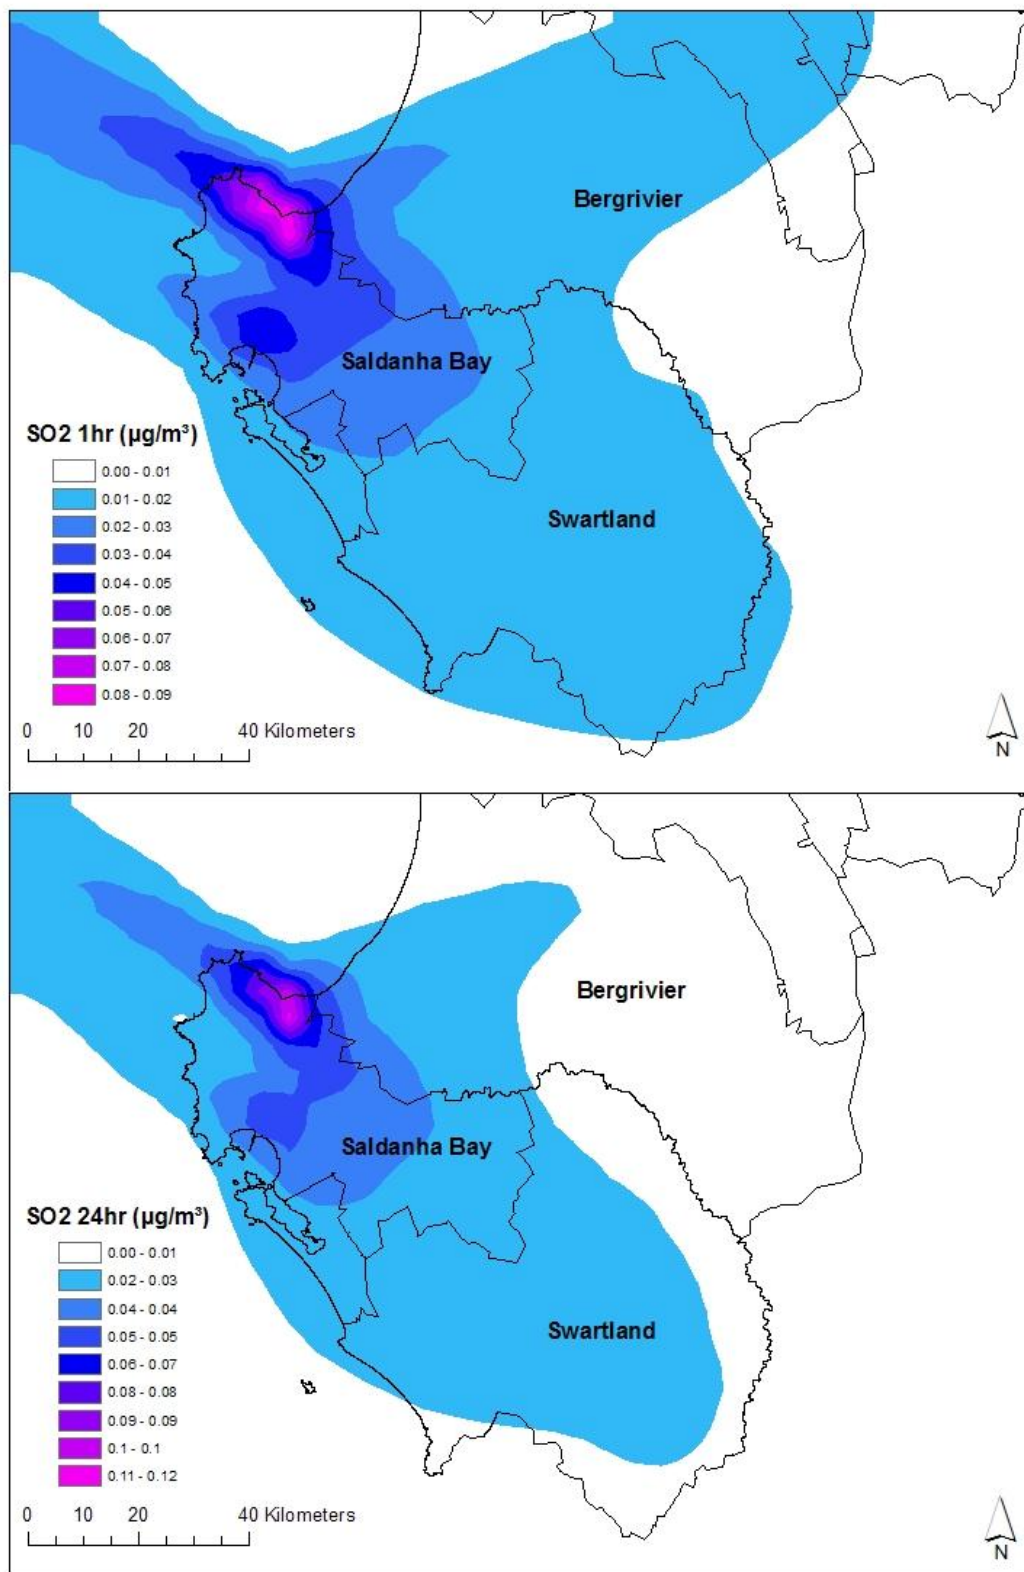 Bergrivier
Saldanha Bay
SO2 1hr (µg/m³)
0.00 - 0.01
0.01 - 0.02
0.02 - 0.03
0.03 - 0.04
0.04 - 0.05
0.05 - 0.06
0.06 - 0.07
0.07 - 0.08
0.08 - 0.09
Swartland
0 10 20 40 Kilometers
N
Bergrivier
Saldanha Bay
SO2 24hr (µg/m³)
0.00 - 0.01
0.02 - 0.03
0.04 - 0.04
0.05 - 0.05
0.06 - 0.07
0.08 - 0.08
0.09 - 0.09
0.1 - 0.1
0.11 - 0.12
Swartland
0 10 20 40 Kilometers
N